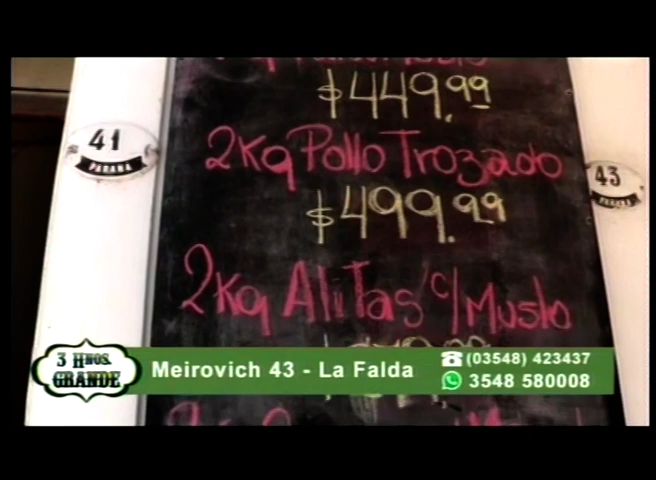 $449.99
41
PARANA
2Kg Pollo Trozado
43
$499.99
2Kg Alitas c/Muslo
3 HNOS.
GRANDE
Meirovich 43 - La Falda
(03548) 423437
3548 580008